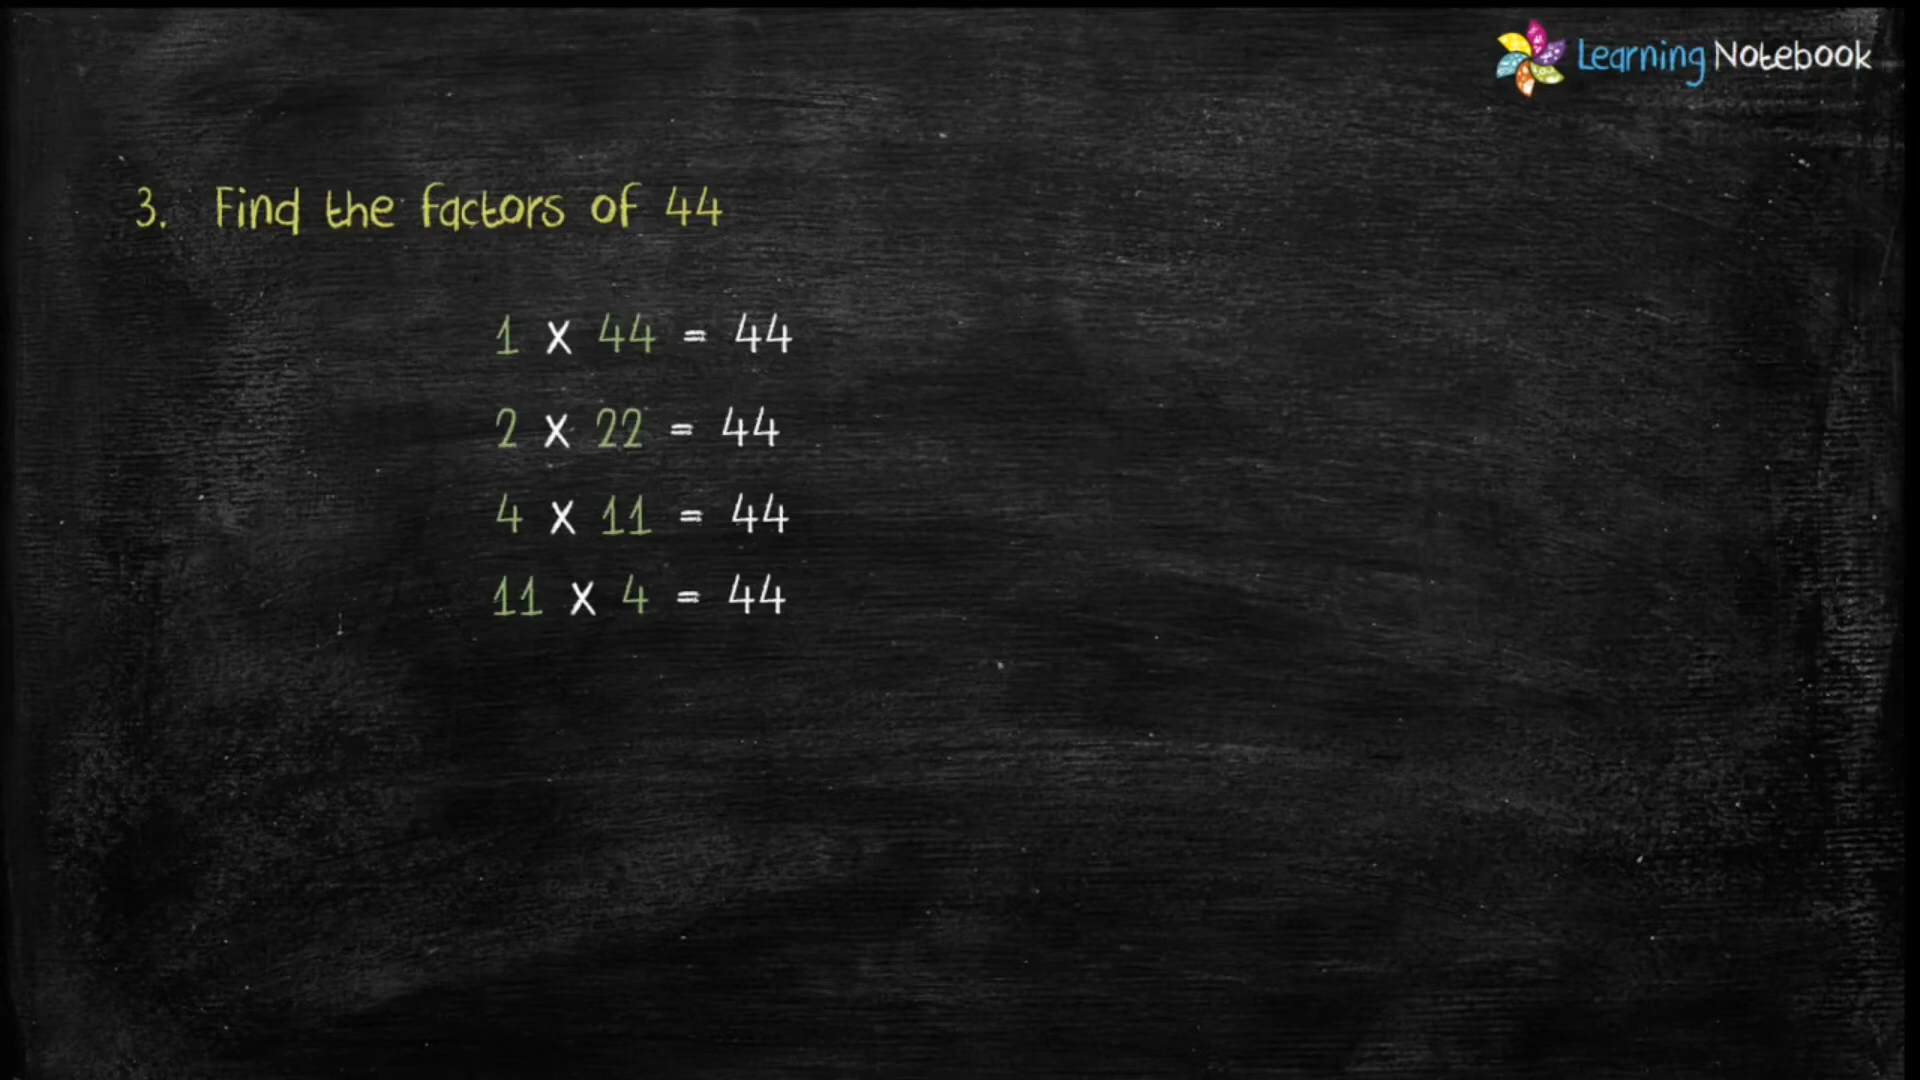 Learning Notebook
3. Find the factors of 44
1 X 44 = 44
2 X 22 = 44
4 X 11 = 44
11 X 4 = 44